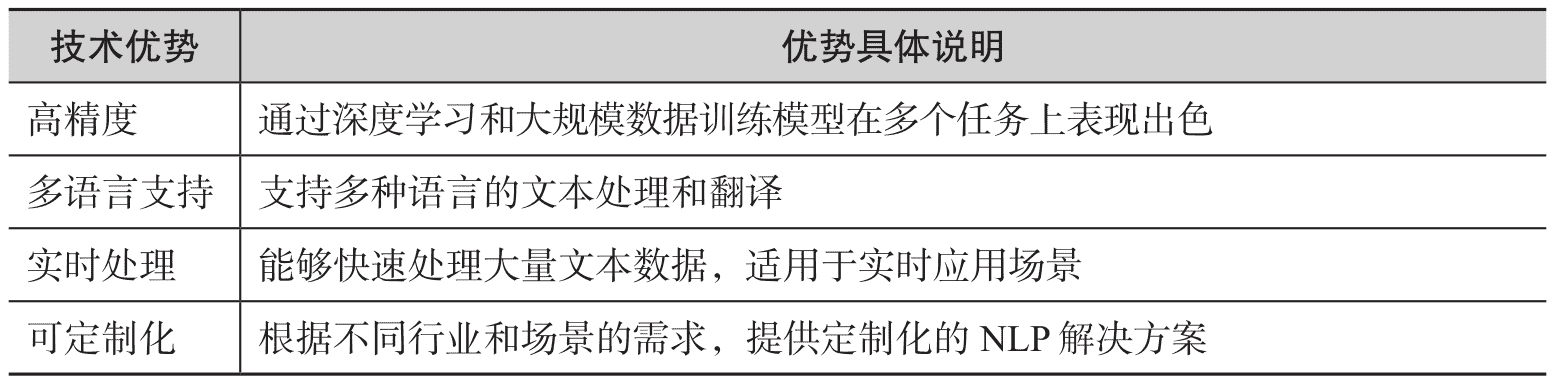 技术优势 优势具体说明
高精度 通过深度学习和大规模数据训练模型在多个任务上表现出色
多语言支持 支持多种语言的文本处理和翻译
实时处理 能够快速处理大量文本数据，适用于实时应用场景
可定制化 根据不同行业和场景的需求，提供定制化的 NLP 解决方案